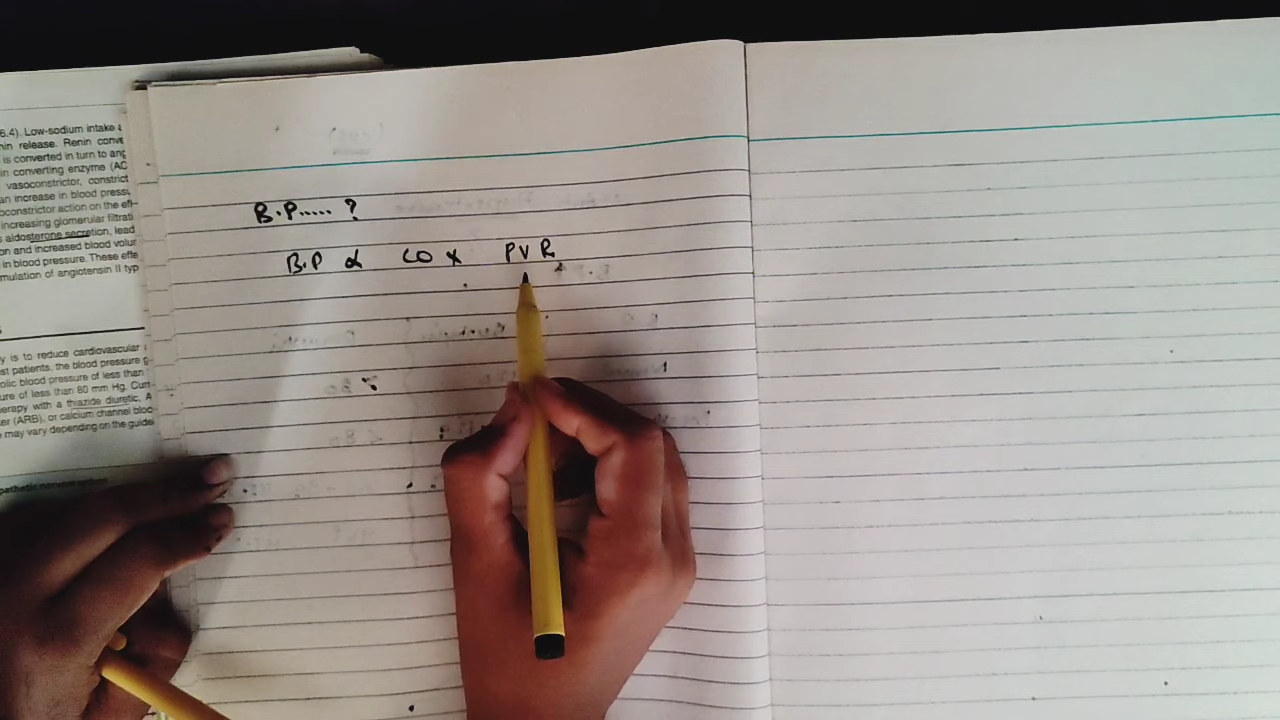 6.4). Low-sodium intake
nin release. Renin conve
is converted in turn to ang
in converting enzyme (AC
vasoconstrictor, constrict
an increase in blood press
oconstrictor action on the ef-
increasing glomerular filtrati
aldosterone secretion, lead
on and increased blood volur
in blood pressure. These effe
mulation of angiotensin II typ
y is to reduce cardiovascular
st patients, the blood pressure g
olic blood pressure of less than
ure of less than 80 mm Hg. Curr
erapy with a thiazide diuretic, A
er (ARB), or calcium channel bloc
may vary depending on the guide
B.P..... ?
B.P α CO x PVR